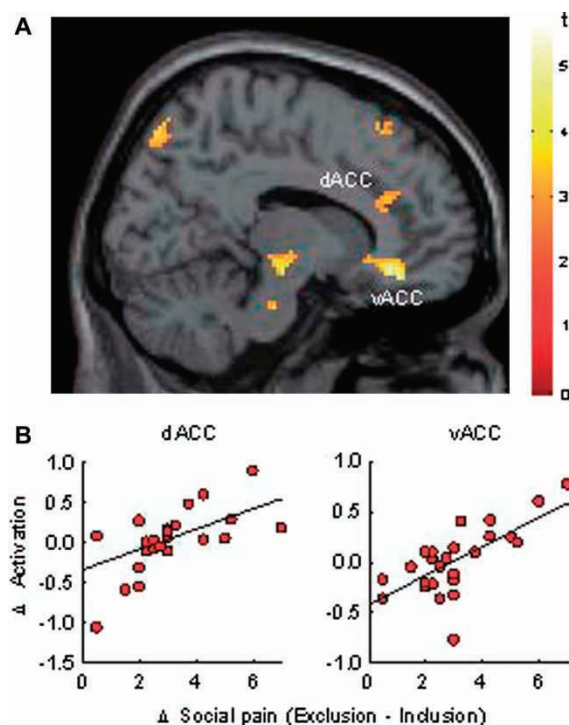 A
t
5
4
3
2
1
0
dACC
vACC
B
dACC
vACC
1.0
0.5
0.0
-0.5
-1.0
-1.5
0 2 4 6
1.0
0.5
0.0
-0.5
-1.0
0 2 4 6
Δ Activation
Δ Social pain (Exclusion - Inclusion)